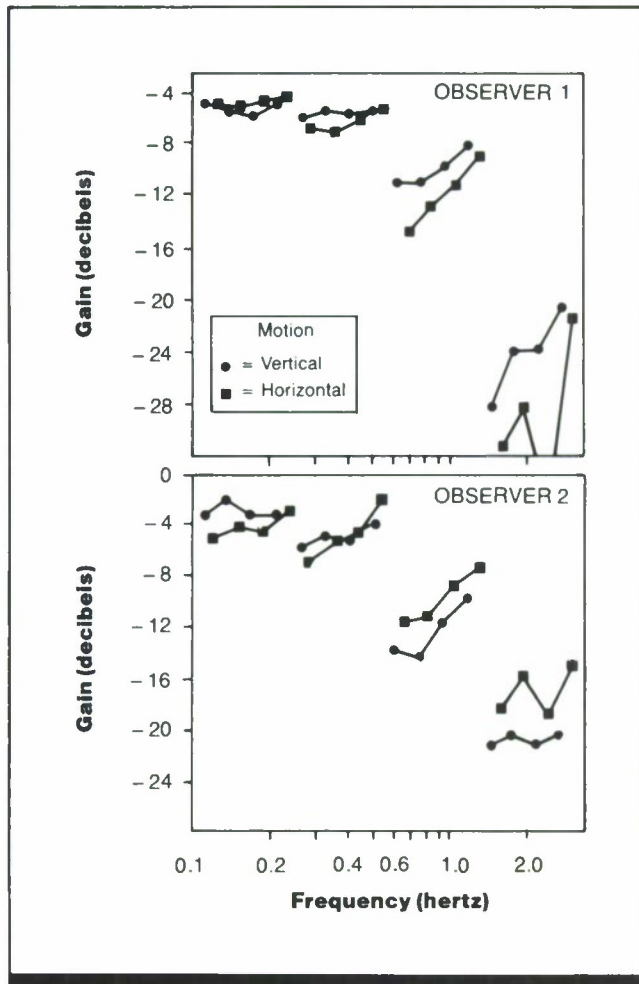 OBSERVER 1
Gain (decibels)
- 4
- 8
- 12
- 16
- 20
- 24
- 28
Motion
= Vertical
= Horizontal
OBSERVER 2
Gain (decibels)
0
- 4
- 8
- 12
- 16
- 20
- 24
0.1 0.2 0.4 0.6 1.0 2.0
Frequency (hertz)